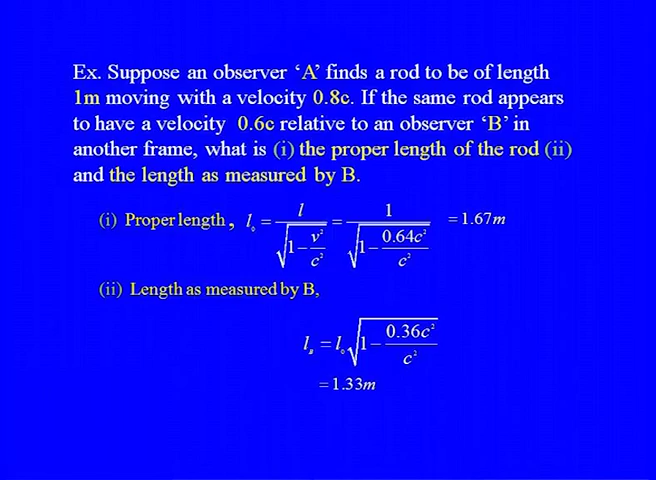 Ex. Suppose an observer ‘A’ finds a rod to be of length
1m moving with a velocity 0.8c. If the same rod appears
to have a velocity 0.6c relative to an observer ‘B’ in
another frame, what is (i) the proper length of the rod (ii)
and the length as measured by B.
(i) Proper length, l₀ = l / √(1 − v²/c²) = 1 / √(1 − 0.64c²/c²) = 1.67m
(ii) Length as measured by B,
l_B = l₀ √(1 − 0.36c²/c²)
= 1.33m